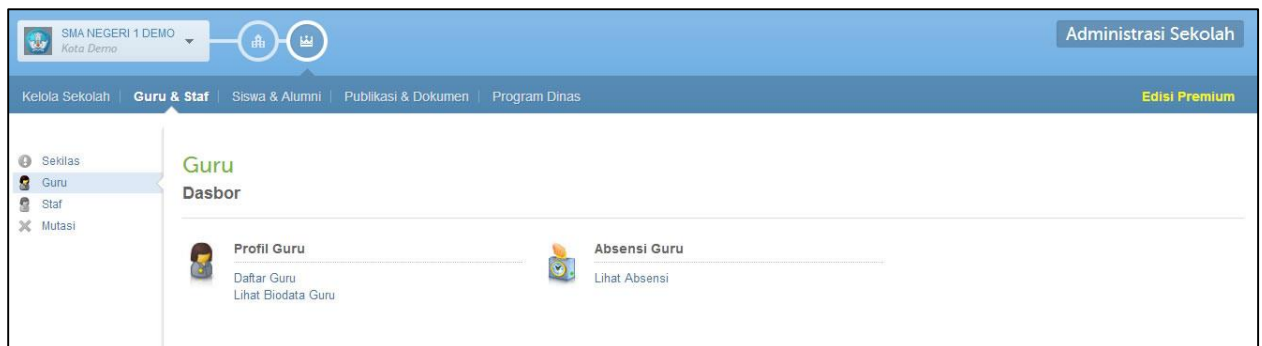 SMA NEGERI 1 DEMO
Kota Demo
Administrasi Sekolah
Kelola Sekolah | Guru & Staf | Siswa & Alumni | Publikasi & Dokumen | Program Dinas
Edisi Premium
Sekilas
Guru
Staf
Mutasi
Guru
Dasbor
Profil Guru
Daftar Guru
Lihat Biodata Guru
Absensi Guru
Lihat Absensi